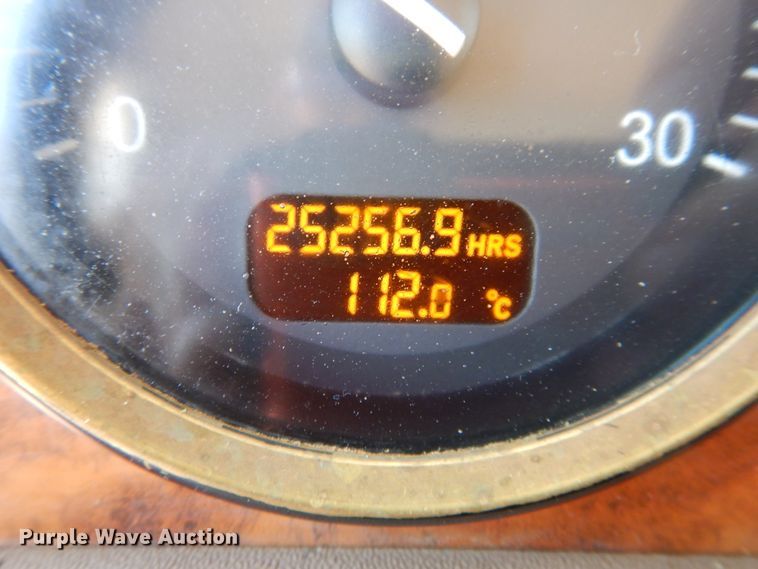 0
30
25256.9 HRS
112.0 °C
Purple Wave Auction